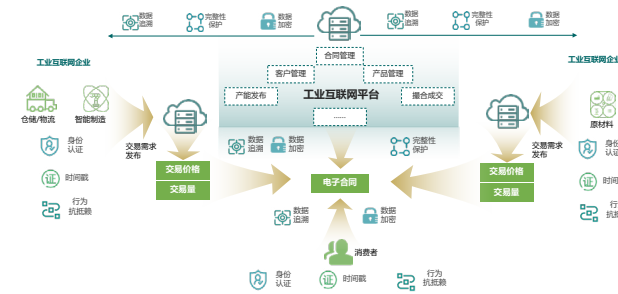 数据
追溯
完整性
保护
数据
加密
数据
追溯
完整性
保护
数据
加密
工业互联网企业
工业互联网企业
合同管理
客户管理
产品管理
产能发布
工业互联网平台
撮合成交
......
仓储/物流
智能制造
交易需求
发布
交易价格
交易量
身份
认证
证
时间戳
行为
抗抵赖
数据
追溯
数据
加密
完整性
保护
电子合同
数据
追溯
数据
加密
消费者
身份
认证
证
时间戳
行为
抗抵赖
交易需求
发布
交易价格
交易量
原材料
身
认
证
时间
行
抗